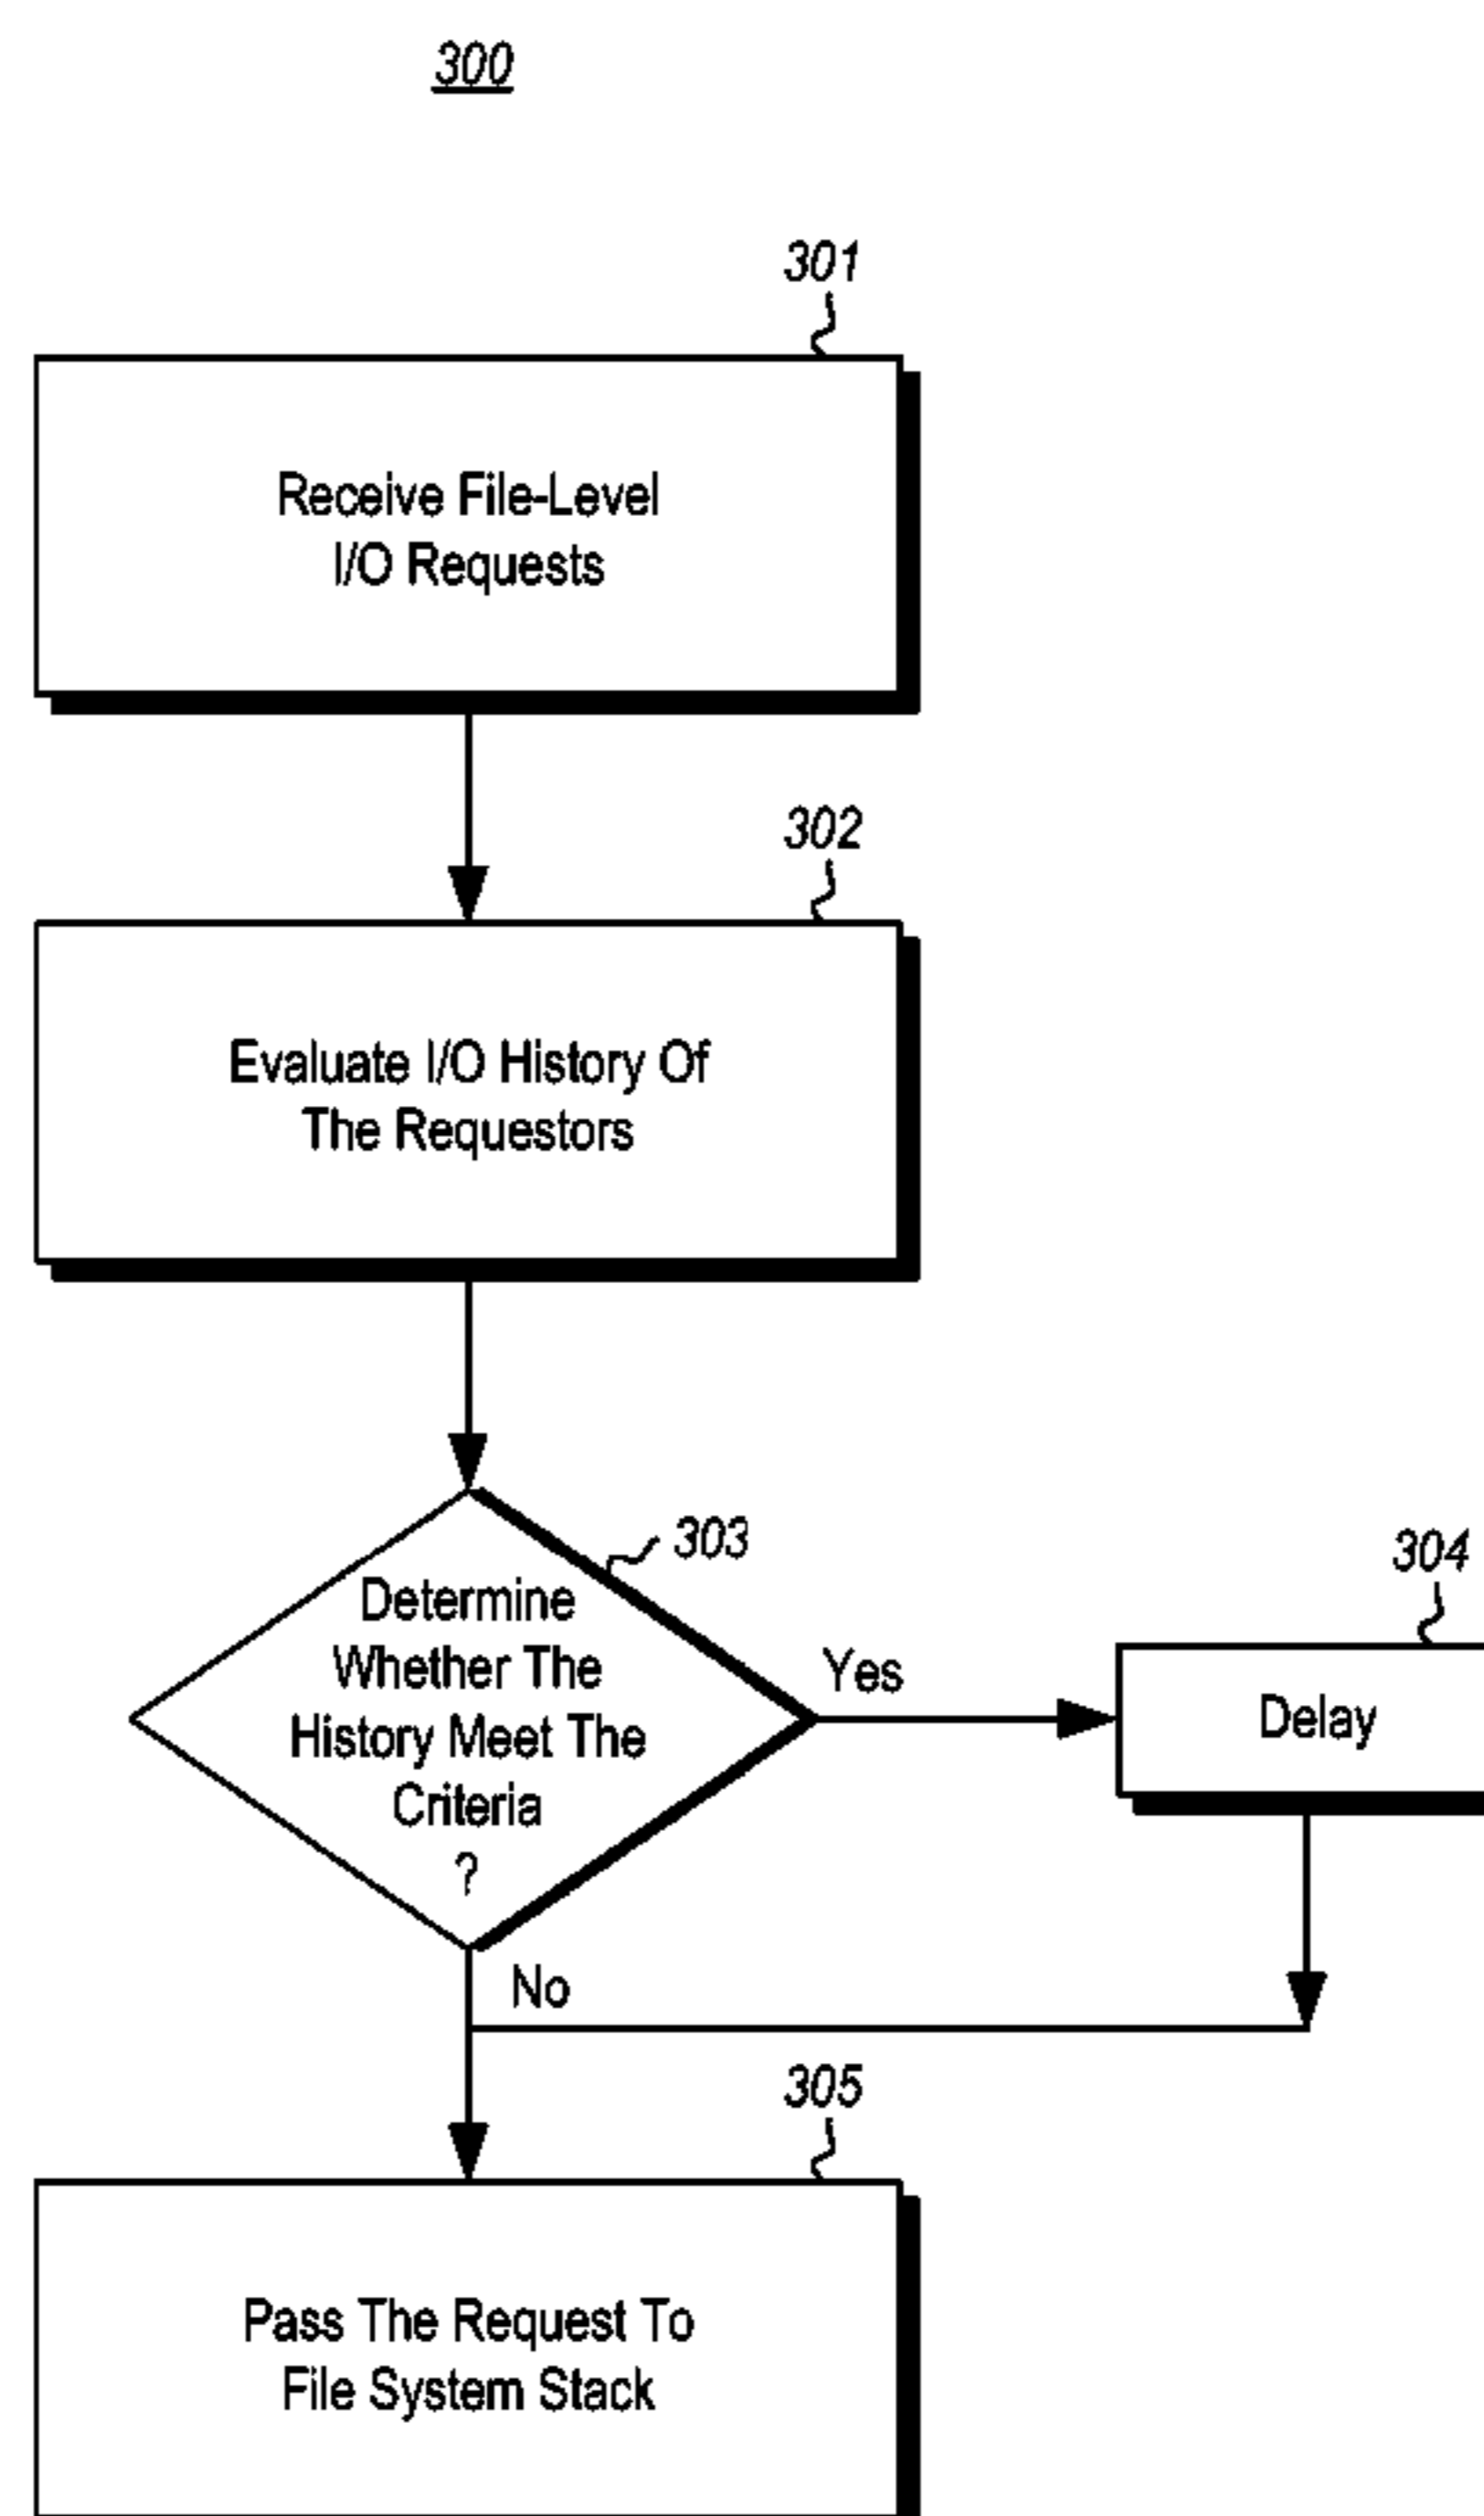 300
301
Receive File-Level
I/O Requests
302
Evaluate I/O History Of
The Requestors
303
Determine
Whether The
History Meet The
Criteria
?
Yes
304
Delay
No
305
Pass The Request To
File System Stack